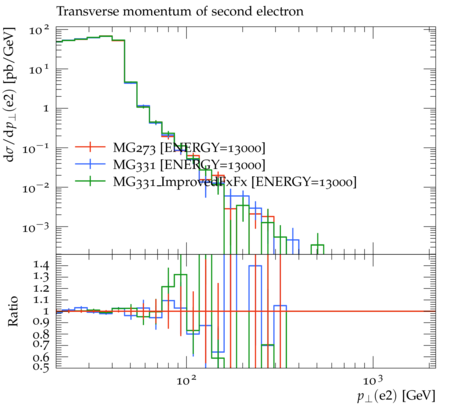 Transverse momentum of second electron
dσ/dp⊥(e2) [pb/GeV]
10²
10¹
1
10⁻¹
10⁻²
10⁻³
MG273 [ENERGY=13000]
MG331 [ENERGY=13000]
MG331_ImprovedFxFx [ENERGY=13000]
Ratio
1.4
1.3
1.2
1.1
1
0.9
0.8
0.7
0.6
0.5
10² 10³
p⊥(e2) [GeV]